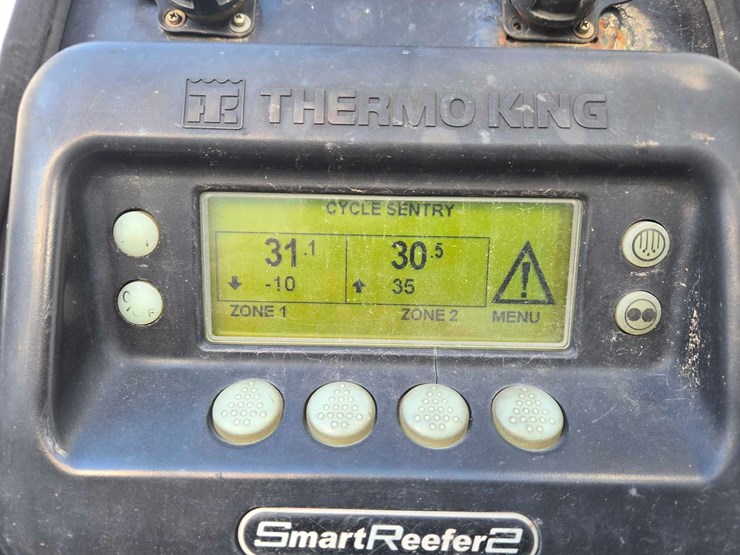 THERMO KING
CYCLE SENTRY
31.1 30.5
-10 35
ZONE 1 ZONE 2 MENU
SmartReefer2